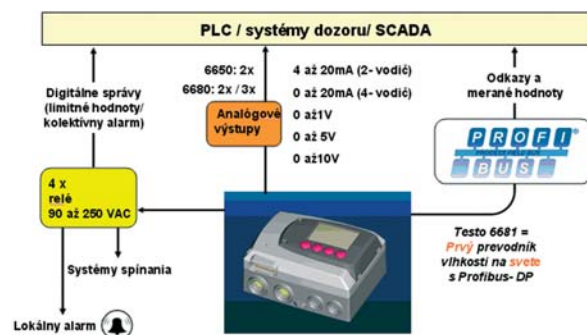 PLC / systémy dozoru/ SCADA
Digitálne správy
(limitné hodnoty/
kolektívny alarm)
6650: 2x
6680: 2x / 3x
Analógové
výstupy
4 až 20mA (2- vodič)
0 až 20mA (4- vodič)
0 až1V
0 až 5V
0 až10V
Odkazy a
merané hodnoty
PROFI
BUS
4 x
relé
90 až 250 VAC
Systémy spínania
Lokálny alarm
Testo 6681 =
Prvý prevodník
vlhkosti na svete
s Profibus- DP